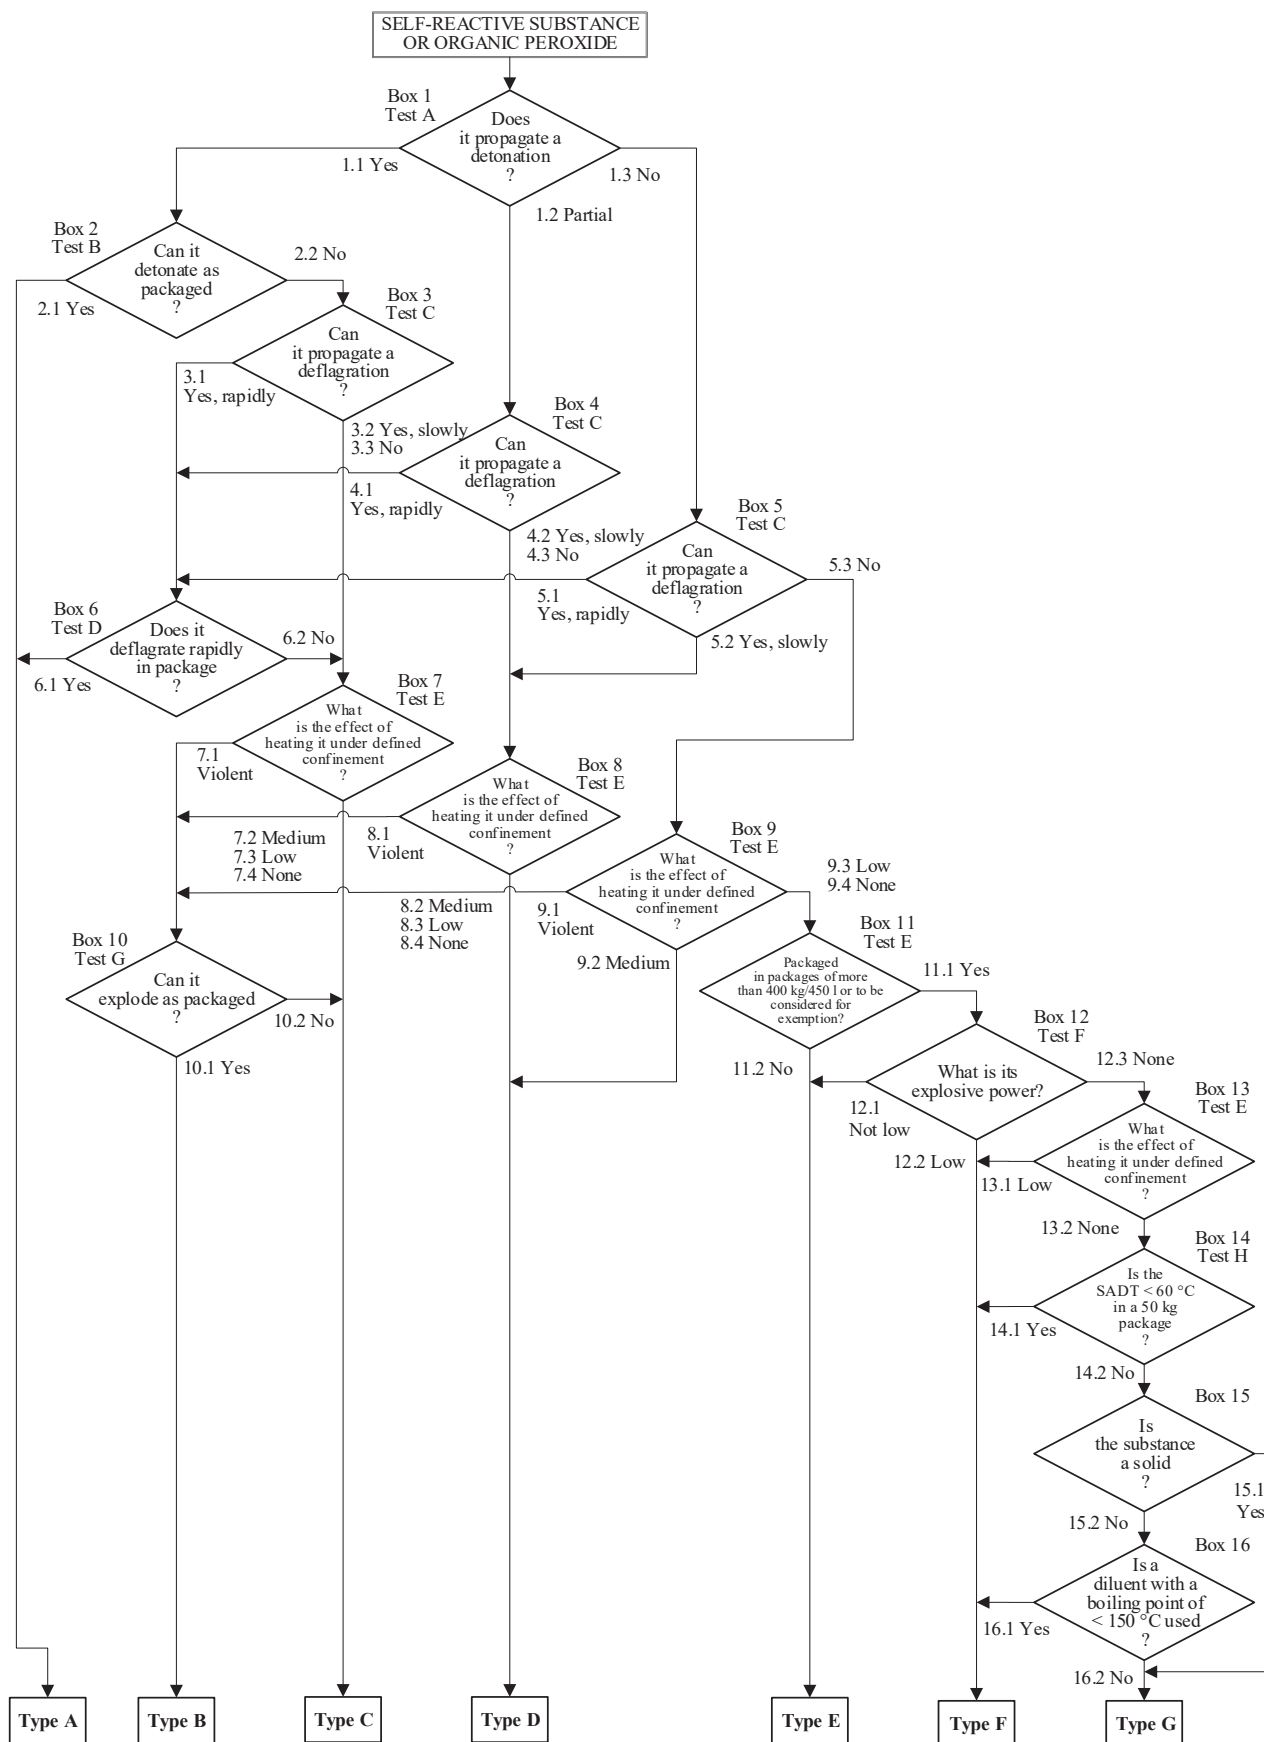 SELF-REACTIVE SUBSTANCE
OR ORGANIC PEROXIDE
Box 1
Test A
Does
it propagate a
detonation
?
1.1 Yes
1.3 No
1.2 Partial
Box 2
Test B
Can it
detonate as
packaged
?
2.2 No
2.1 Yes
Box 3
Test C
Can
it propagate a
deflagration
?
3.1
Yes, rapidly
3.2 Yes, slowly
3.3 No
Box 4
Test C
Can
it propagate a
deflagration
?
4.1
Yes, rapidly
4.2 Yes, slowly
4.3 No
Box 5
Test C
Can
it propagate a
deflagration
?
5.3 No
5.1
Yes, rapidly
5.2 Yes, slowly
Box 6
Test D
Does it
deflagrate rapidly
in package
?
6.2 No
6.1 Yes
Box 7
Test E
What
is the effect of
heating it under defined
confinement
?
7.1
Violent
7.2 Medium
7.3 Low
7.4 None
Box 8
Test E
What
is the effect of
heating it under defined
confinement
?
8.1
Violent
8.2 Medium
8.3 Low
8.4 None
Box 9
Test E
What
is the effect of
heating it under defined
confinement
?
9.3 Low
9.4 None
9.1
Violent
9.2 Medium
Box 10
Test G
Can it
explode as packaged
?
10.2 No
10.1 Yes
Box 11
Test E
Packaged
in packages of more
than 400 kg/450 l or to be
considered for
exemption?
11.1 Yes
11.2 No
Box 12
Test F
What is its
explosive power?
12.3 None
12.1
Not low
12.2 Low
Box 13
Test E
What
is the effect of
heating it under defined
confinement
?
13.1 Low
13.2 None
Box 14
Test H
Is the
SADT < 60 °C
in a 50 kg
package
?
14.1 Yes
14.2 No
Box 15
Is
the substance
a solid
?
15.1
Yes
15.2 No
Box 16
Is a
diluent with a
boiling point of
< 150 °C used
?
16.1 Yes
16.2 No
Type A
Type B
Type C
Type D
Type E
Type F
Type G